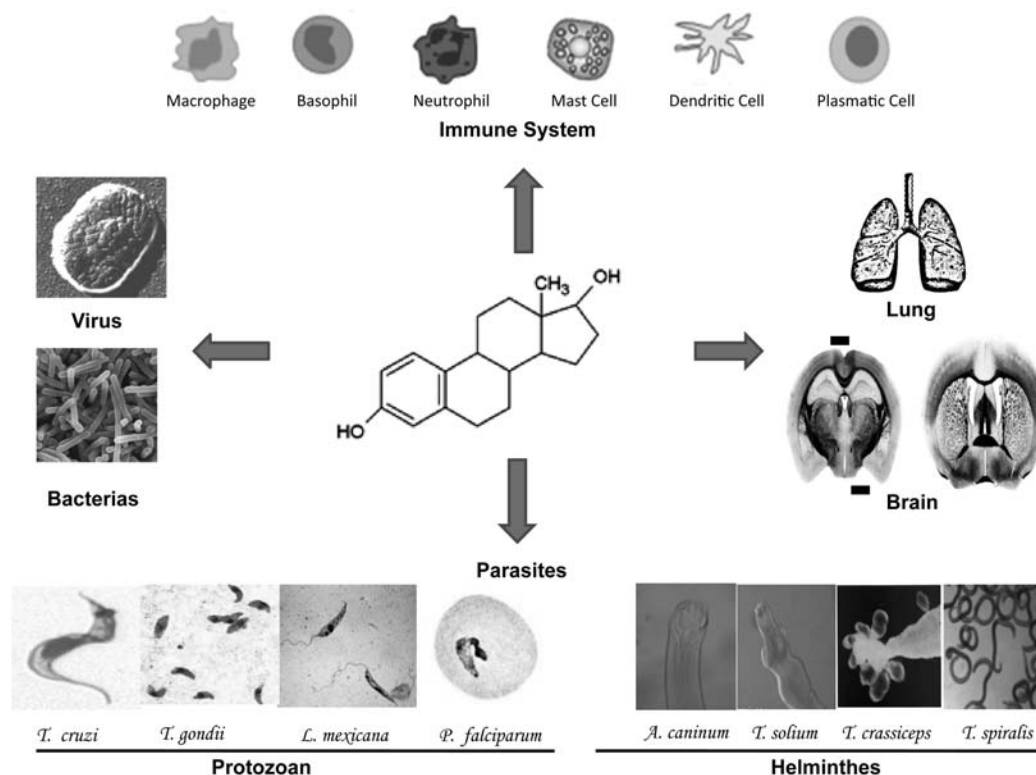 Macrophage Basophil Neutrophil Mast Cell Dendritic Cell Plasmatic Cell
Immune System
Virus
Bacterias
CH3
OH
HO
Lung
Brain
Parasites
T. cruzi T. gondii L. mexicana P. falciparum A. caninum T. solium T. crassiceps T. spiralis
Protozoan Helminthes